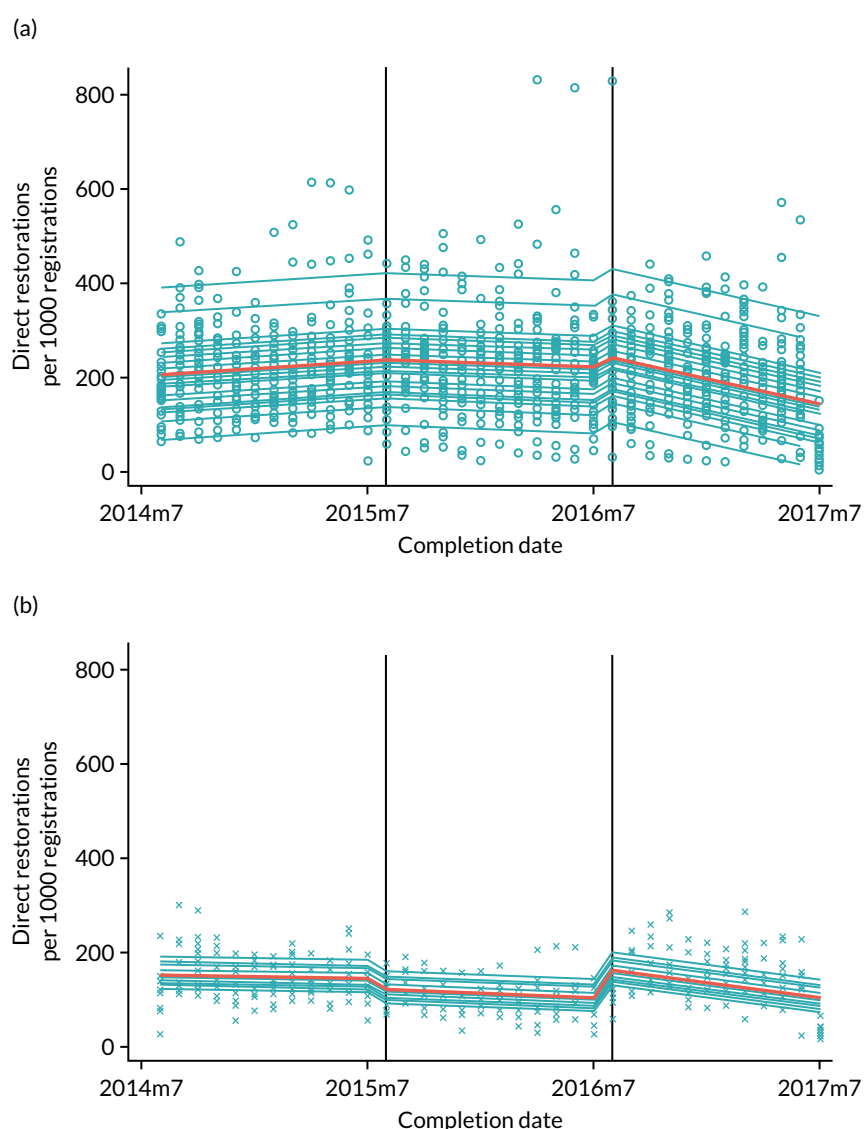 (a)
800
600
400
200
0
Direct restorations
per 1000 registrations
2014m7 2015m7 2016m7 2017m7
Completion date
(b)
800
600
400
200
0
Direct restorations
per 1000 registrations
2014m7 2015m7 2016m7 2017m7
Completion date